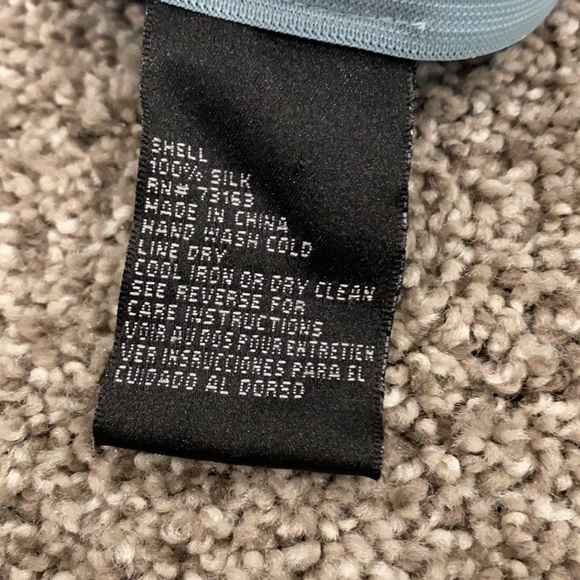 SHELL
100% SILK
RN# 73163
MADE IN CHINA
HAND WASH COLD
LINE DRY
COOL IRON OR DRY CLEAN
SEE REVERSE FOR
CARE INSTRUCTIONS
VOIR AU DOS POUR ENTRETIEN
VER INSTRUCCIONES PARA EL
CUIDADO AL DORSO